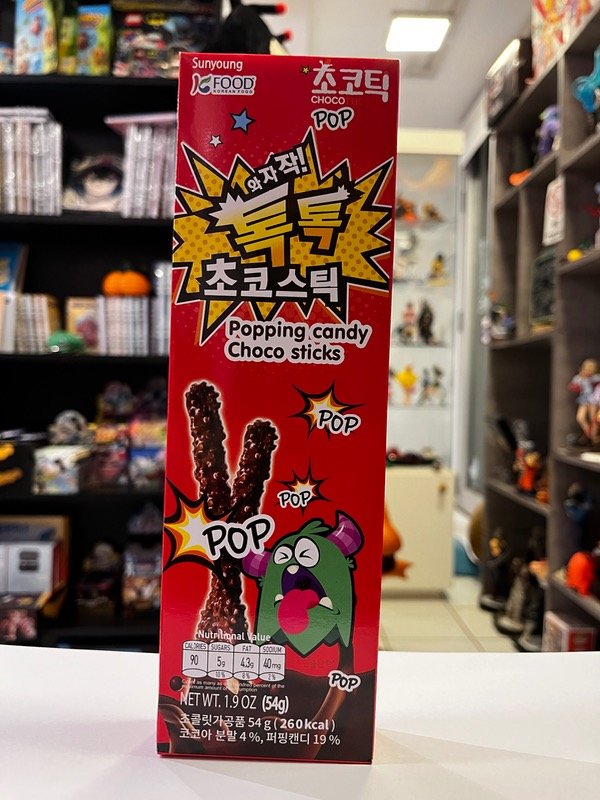 Sunyoung
K FOOD
KOREAN FOOD
초코틱
CHOCO
POP
와자작!
톡톡
초코스틱
Popping candy
Choco sticks
POP
POP
POP
POP
Nutritional Value
CALORIES SUGARS FAT SODIUM
90 5g 4.3g 40mg
10% 8% 2%
NET WT. 1.9 OZ (54g)
초콜릿가공품 54 g (260 kcal)
코코아 분말 4 %, 퍼핑캔디 19 %